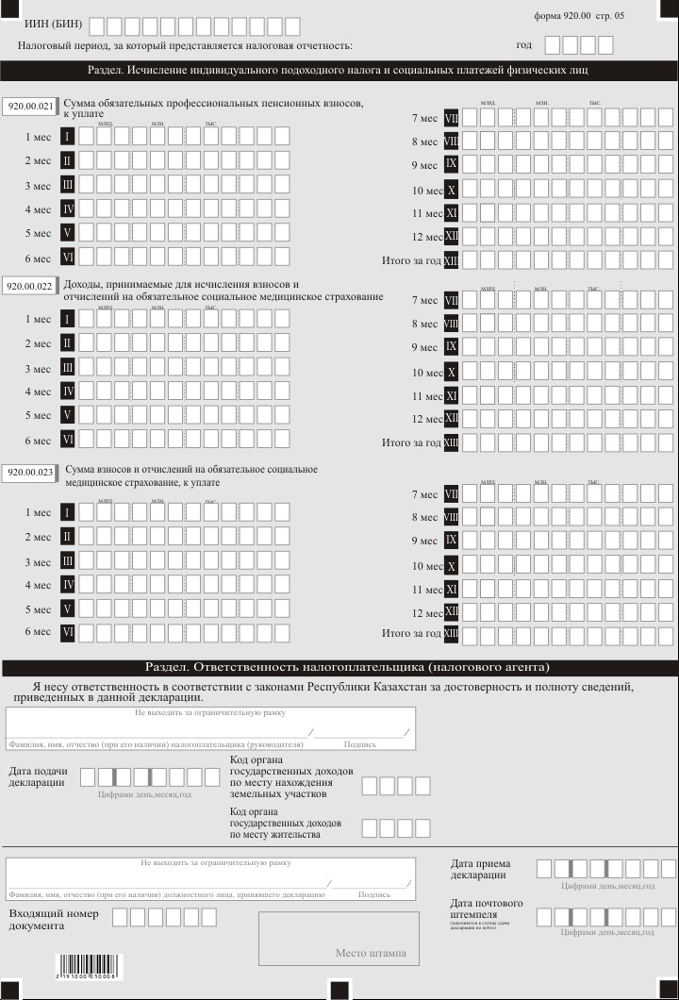 форма 920.00 стр. 05
ИИН (БИН)
Налоговый период, за который представляется налоговая отчетность:
год
Раздел. Исчисление индивидуального подоходного налога и социальных платежей физических лиц
920.00.021 Сумма обязательных профессиональных пенсионных взносов,
к уплате
МЛРД. МЛН. ТЫС.
1 мес I
2 мес II
3 мес III
4 мес IV
5 мес V
6 мес VI
МЛРД. МЛН. ТЫС.
7 мес VII
8 мес VIII
9 мес IX
10 мес X
11 мес XI
12 мес XII
Итого за год XIII
920.00.022 Доходы, принимаемые для исчисления взносов и
отчислений на обязательное социальное медицинское страхование
МЛРД. МЛН. ТЫС.
1 мес I
2 мес II
3 мес III
4 мес IV
5 мес V
6 мес VI
МЛРД. МЛН. ТЫС.
7 мес VII
8 мес VIII
9 мес IX
10 мес X
11 мес XI
12 мес XII
Итого за год XIII
920.00.023 Сумма взносов и отчислений на обязательное социальное
медицинское страхование, к уплате
МЛРД. МЛН. ТЫС.
1 мес I
2 мес II
3 мес III
4 мес IV
5 мес V
6 мес VI
МЛРД. МЛН. ТЫС.
7 мес VII
8 мес VIII
9 мес IX
10 мес X
11 мес XI
12 мес XII
Итого за год XIII
Раздел. Ответственность налогоплательщика (налогового агента)
Я несу ответственность в соответствии с законами Республики Казахстан за достоверность и полноту сведений,
приведенных в данной декларации.
Не выходить за ограничительную рамку
/ /
Фамилия, имя, отчество (при его наличии) налогоплательщика (руководителя) Подпись
Дата подачи
декларации
Цифрами день,месяц,год
Код органа
государственных доходов
по месту нахождения
земельных участков
Код органа
государственных доходов
по месту жительства
Не выходить за ограничительную рамку
/ /
Фамилия, имя, отчество (при его наличии) должностного лица, принявшего декларацию Подпись
Дата приема
декларации
Цифрами день,месяц,год
Входящий номер
документа
Место штампа
Дата почтового
штемпеля
(заполняется в случае сдачи
декларации по почте)
Цифрами день,месяц,год
2 191000 050008